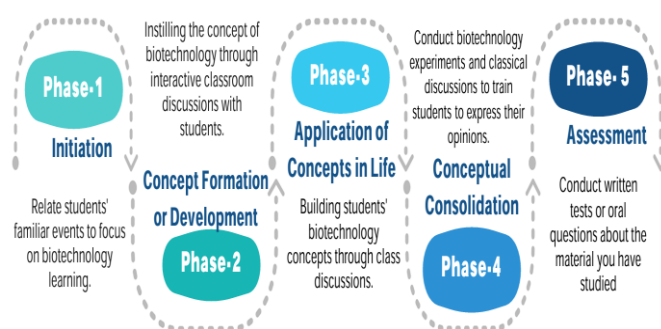 Phase-1
Initiation
Relate students'
familiar events to focus
on biotechnology
learning.
Instilling the concept of
biotechnology through
interactive classroom
discussions with
students.
Concept Formation
or Development
Phase-2
Phase-3
Application of
Concepts in Life
Building students'
biotechnology
concepts through class
discussions.
Conduct biotechnology
experiments and classical
discussions to train
students to express their
opinions.
Conceptual
Consolidation
Phase-4
Phase- 5
Assessment
Conduct written
tests or oral
questions about the
material you have
studied